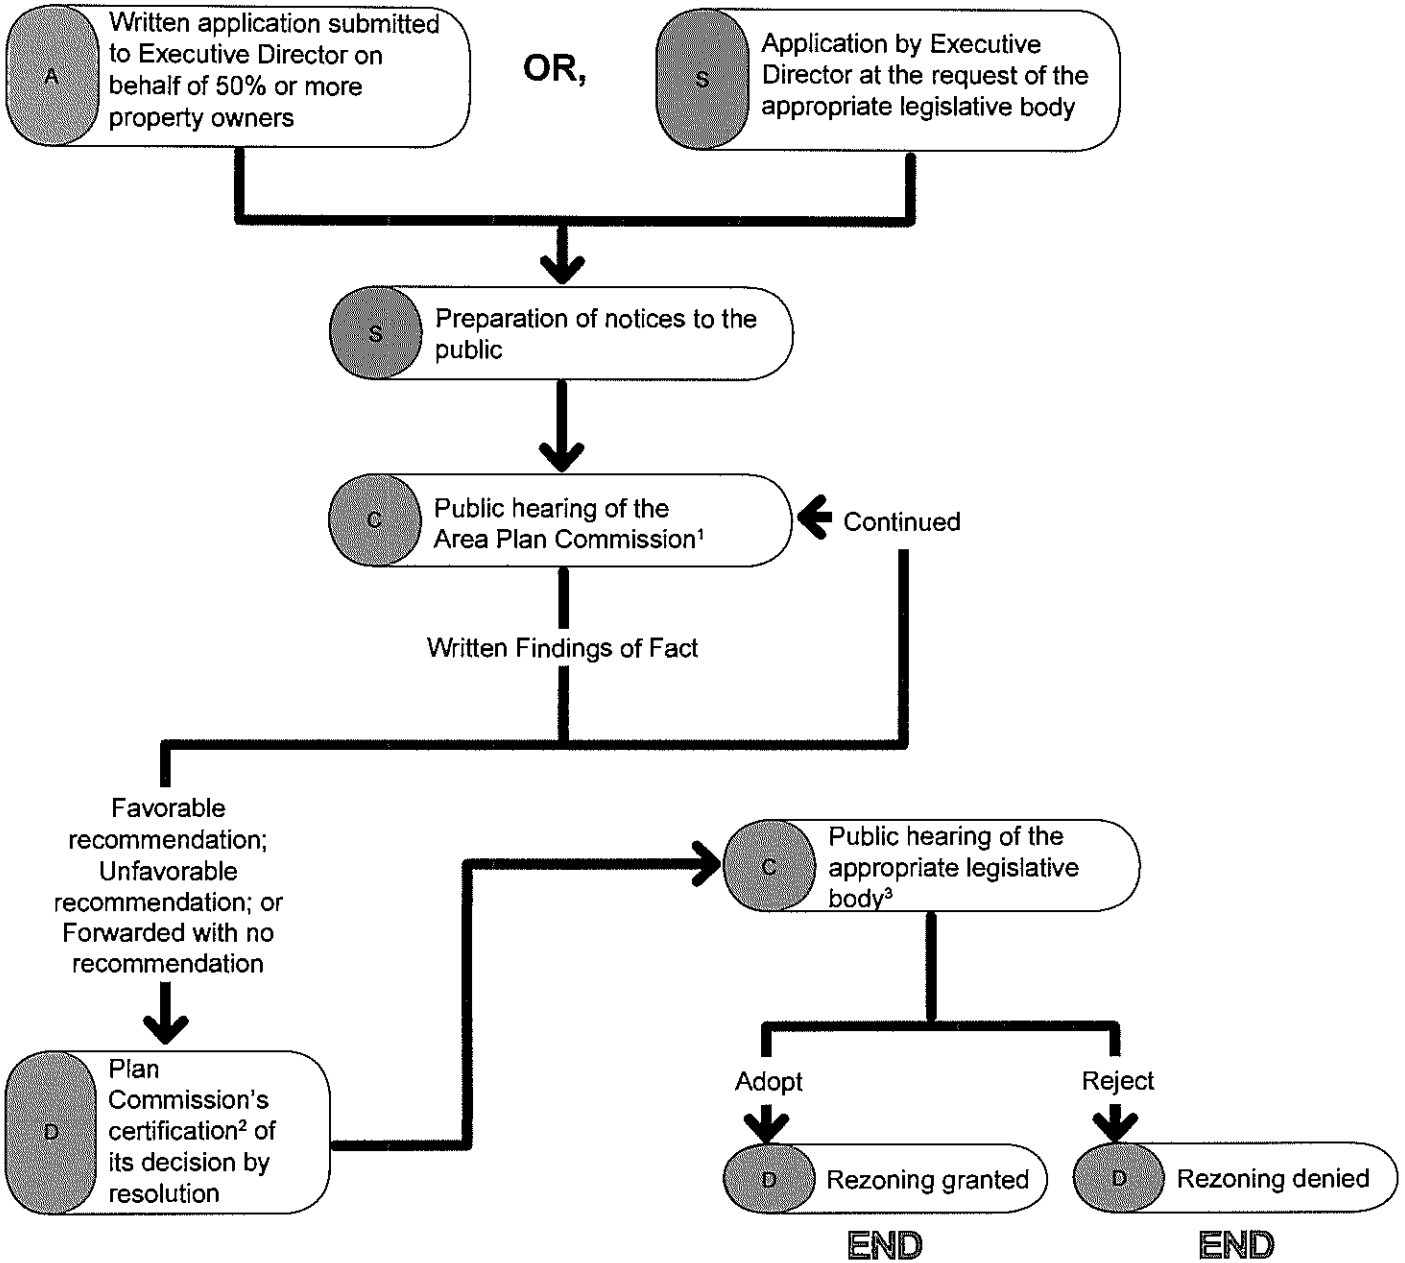 A
Written application submitted
to Executive Director on
behalf of 50% or more
property owners
OR,
S
Application by Executive
Director at the request of the
appropriate legislative body
S
Preparation of notices to the
public
C
Public hearing of the
Area Plan Commission¹
Continued
Written Findings of Fact
Favorable
recommendation;
Unfavorable
recommendation; or
Forwarded with no
recommendation
C
Public hearing of the
appropriate legislative
body³
D
Plan
Commission's
certification² of
its decision by
resolution
Adopt
Reject
D
Rezoning granted
D
Rezoning denied
END
END